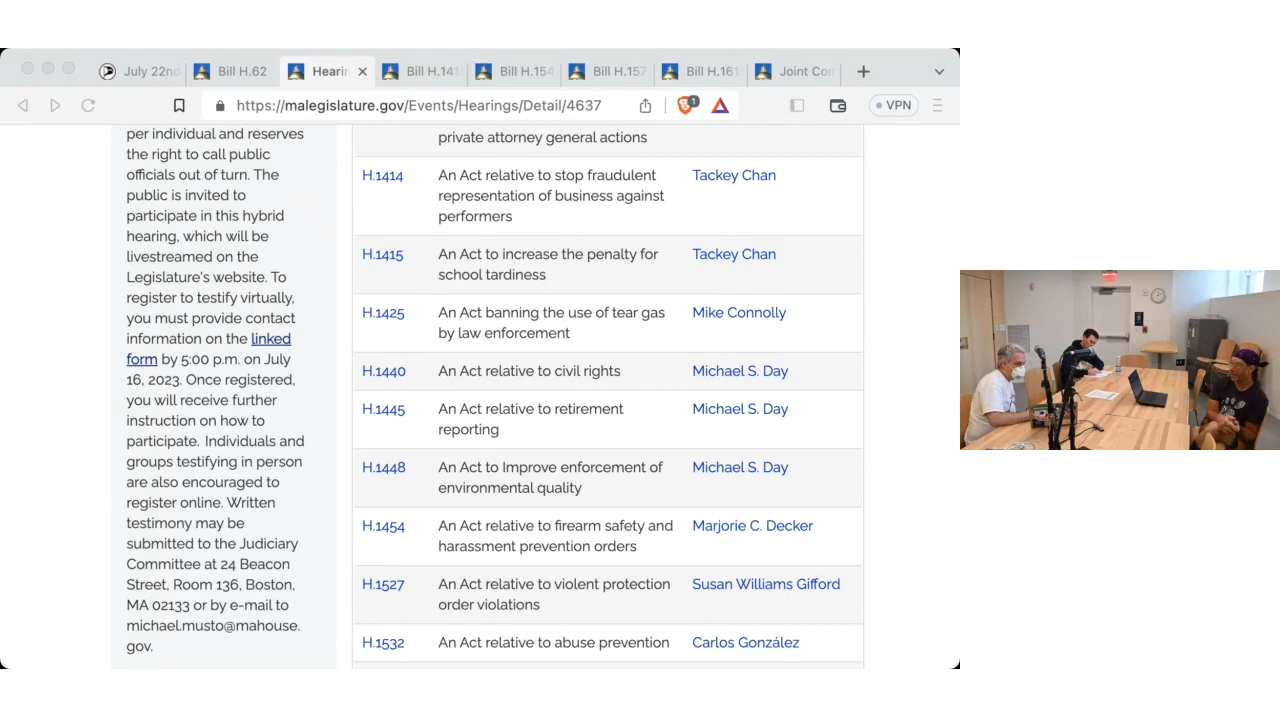 July 22nd
Bill H.62
Hearin
Bill H.141
Bill H.154
Bill H.157
Bill H.161
Joint Com
https://malegislature.gov/Events/Hearings/Detail/4637
1
VPN
per individual and reserves
the right to call public
officials out of turn. The
public is invited to
participate in this hybrid
hearing, which will be
livestreamed on the
Legislature's website. To
register to testify virtually,
you must provide contact
information on the linked
form by 5:00 p.m. on July
16, 2023. Once registered,
you will receive further
instruction on how to
participate. Individuals and
groups testifying in person
are also encouraged to
register online. Written
testimony may be
submitted to the Judiciary
Committee at 24 Beacon
Street, Room 136, Boston,
MA 02133 or by e-mail to
michael.musto@mahouse.
gov.
private attorney general actions
H.1414 An Act relative to stop fraudulent Tackey Chan
representation of business against
performers
H.1415 An Act to increase the penalty for Tackey Chan
school tardiness
H.1425 An Act banning the use of tear gas Mike Connolly
by law enforcement
H.1440 An Act relative to civil rights Michael S. Day
H.1445 An Act relative to retirement Michael S. Day
reporting
H.1448 An Act to Improve enforcement of Michael S. Day
environmental quality
H.1454 An Act relative to firearm safety and Marjorie C. Decker
harassment prevention orders
H.1527 An Act relative to violent protection Susan Williams Gifford
order violations
H.1532 An Act relative to abuse prevention Carlos González